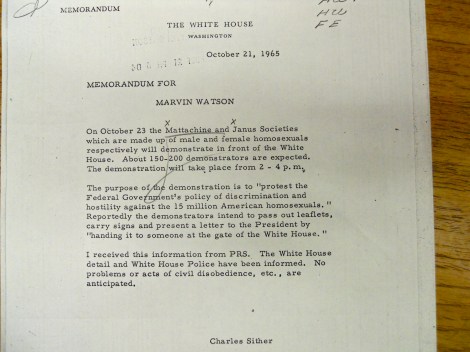 MEMORANDUM
HW
FE
THE WHITE HOUSE
WASHINGTON
October 21, 1965
MEMORANDUM FOR
MARVIN WATSON
x x
On October 23 the Mattachine and Janus Societies
which are made up of male and female homosexuals
respectively will demonstrate in front of the White
House. About 150-200 demonstrators are expected.
The demonstration will take place from 2 - 4 p.m.
The purpose of the demonstration is to "protest the
Federal Government's policy of discrimination and
hostility against the 15 million American homosexuals."
Reportedly the demonstrators intend to pass out leaflets,
carry signs and present a letter to the President by
"handing it to someone at the gate of the White House."
I received this information from PRS. The White House
detail and White House Police have been informed. No
problems or acts of civil disobedience, etc., are
anticipated.
Charles Sither